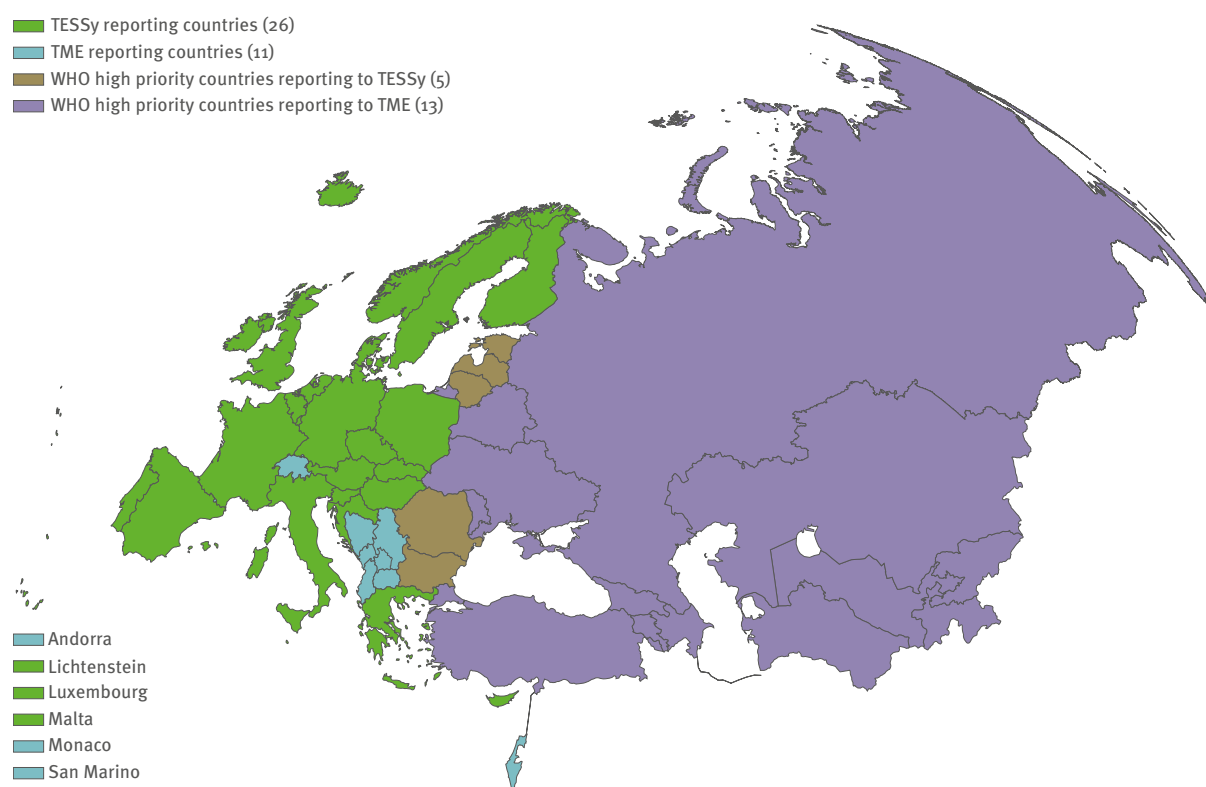 TESSy reporting countries (26)
TME reporting countries (11)
WHO high priority countries reporting to TESSy (5)
WHO high priority countries reporting to TME (13)
Andorra
Lichtenstein
Luxembourg
Malta
Monaco
San Marino